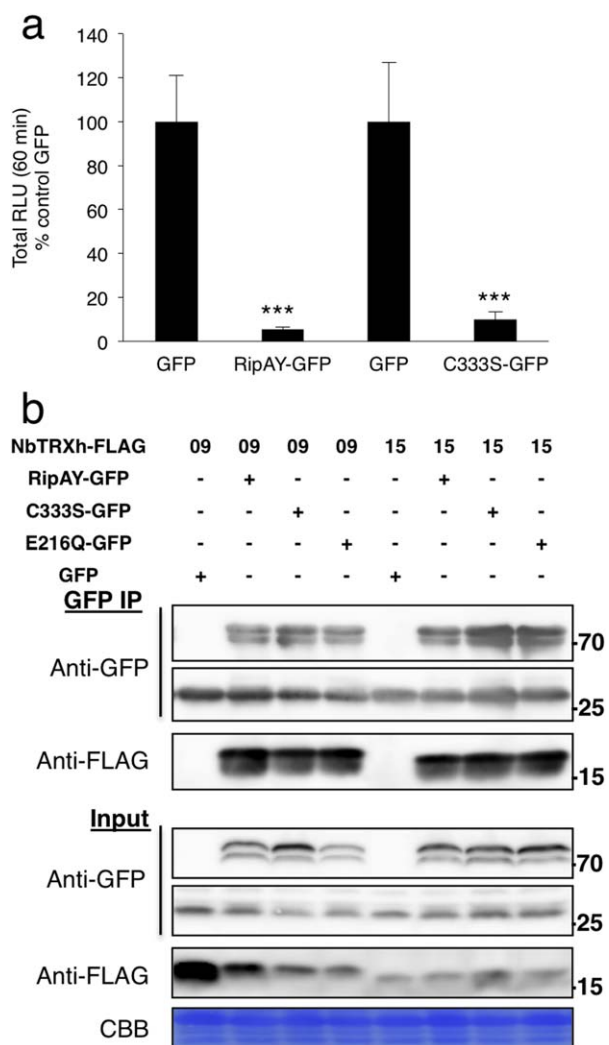 a
140
120
100
80
60
40
20
0
Total RLU (60 min)
% control GFP
***
***
GFP RipAY-GFP GFP C333S-GFP
b
NbTRXh-FLAG 09 09 09 09 15 15 15 15
RipAY-GFP - + - - - + - -
C333S-GFP - - + - - - + -
E216Q-GFP - - - + - - - +
GFP + - - - + - - -
GFP IP
Anti-GFP
-70
-25
Anti-FLAG
-15
Input
Anti-GFP
-70
-25
Anti-FLAG
-15
CBB